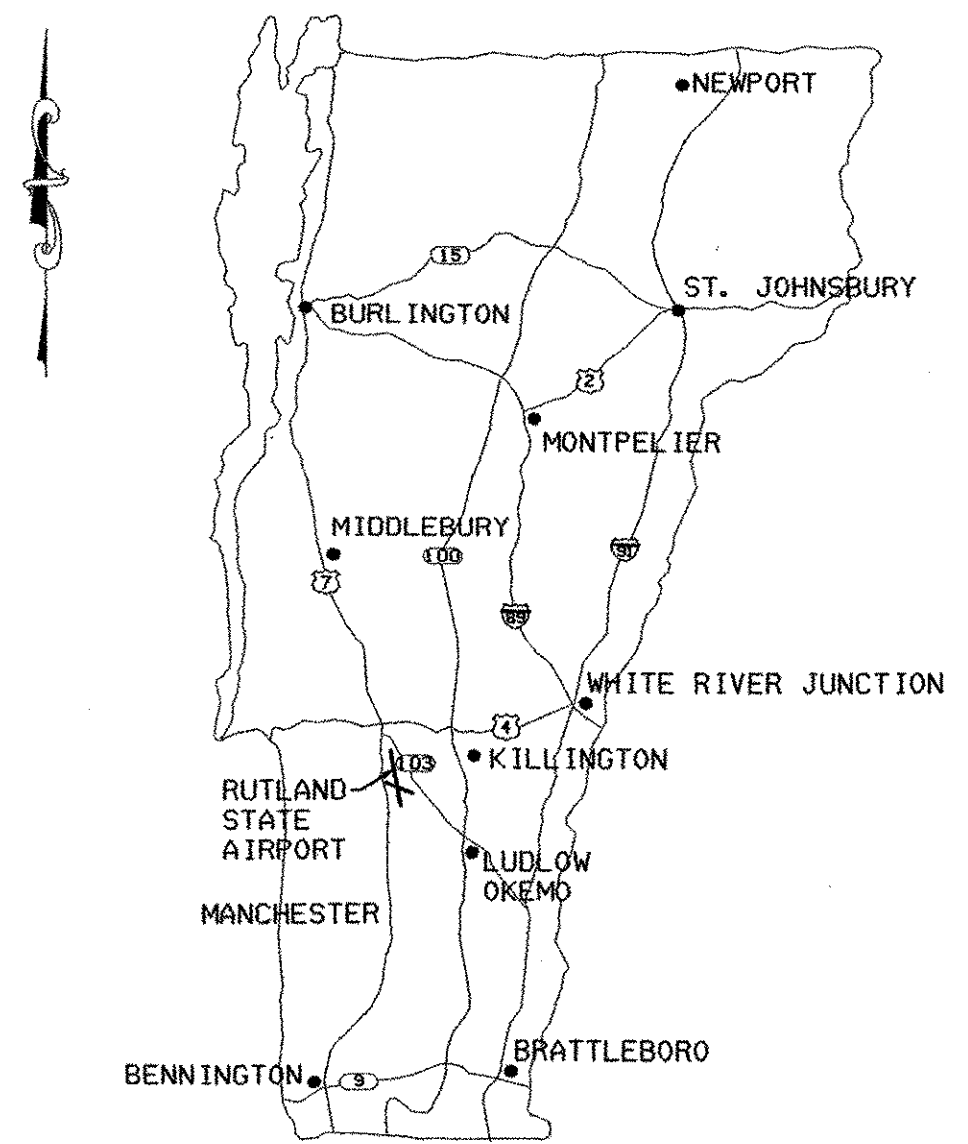 NEWPORT
15
ST. JOHNSBURY
BURLINGTON
2
MONTPELIER
MIDDLEBURY
100
91
7
89
WHITE RIVER JUNCTION
4
KILLINGTON
103
RUTLAND
STATE
AIRPORT
LUDLOW
OKEMO
MANCHESTER
BRATTLEBORO
BENNINGTON
9